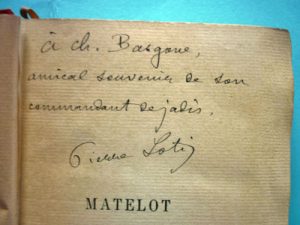 à ch. Basgone,
amical souvenir de son
commandant de jadis,
Pierre Loti
MATELOT